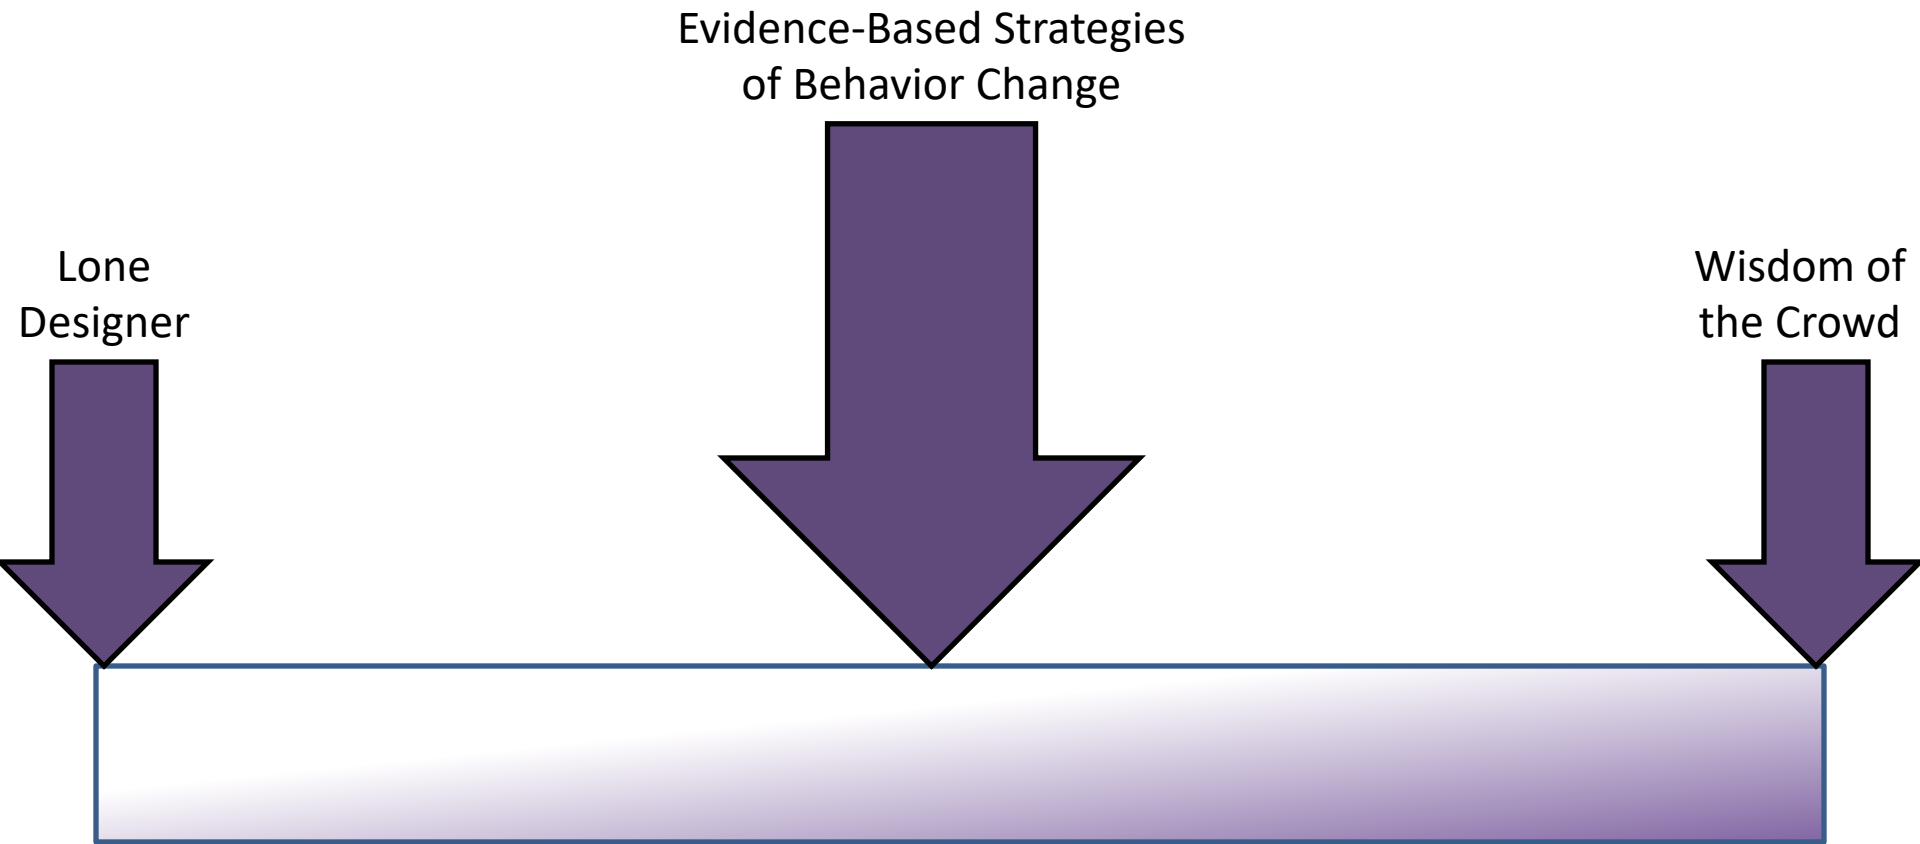 Evidence-Based Strategies
of Behavior Change
Lone
Designer
Wisdom of
the Crowd